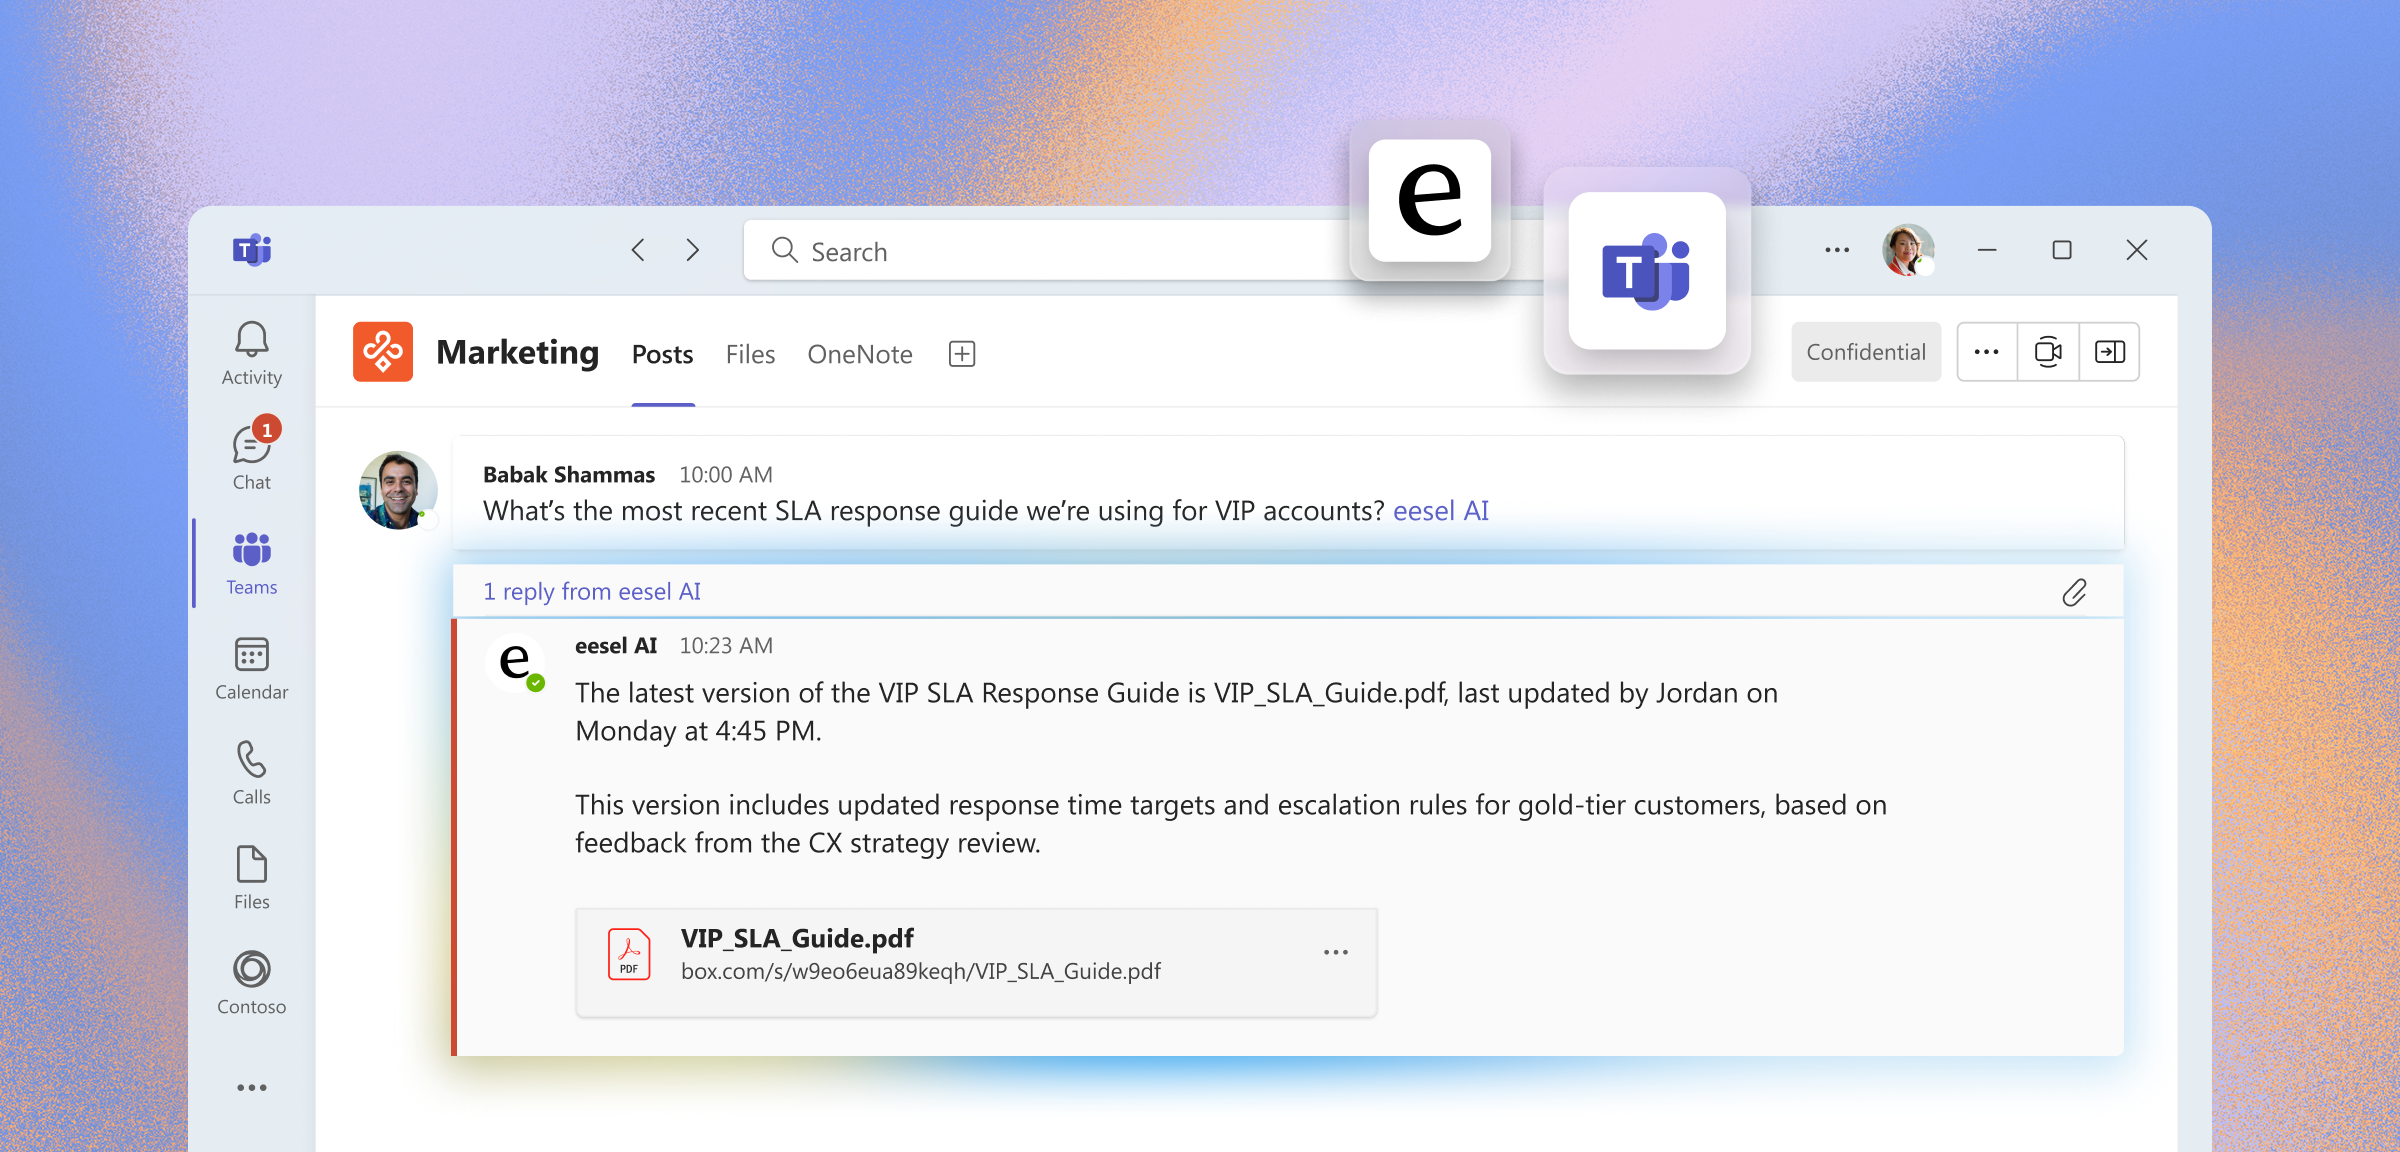 e
T
T
Search
Activity
1
Chat
Teams
Calendar
Calls
Files
Contoso
Marketing
Posts
Files
OneNote
Confidential
Babak Shammas 10:00 AM
What’s the most recent SLA response guide we’re using for VIP accounts? eesel AI
1 reply from eesel AI
e
eesel AI 10:23 AM
The latest version of the VIP SLA Response Guide is VIP_SLA_Guide.pdf, last updated by Jordan on
Monday at 4:45 PM.
This version includes updated response time targets and escalation rules for gold-tier customers, based on
feedback from the CX strategy review.
PDF
VIP_SLA_Guide.pdf
box.com/s/w9eo6eua89keqh/VIP_SLA_Guide.pdf